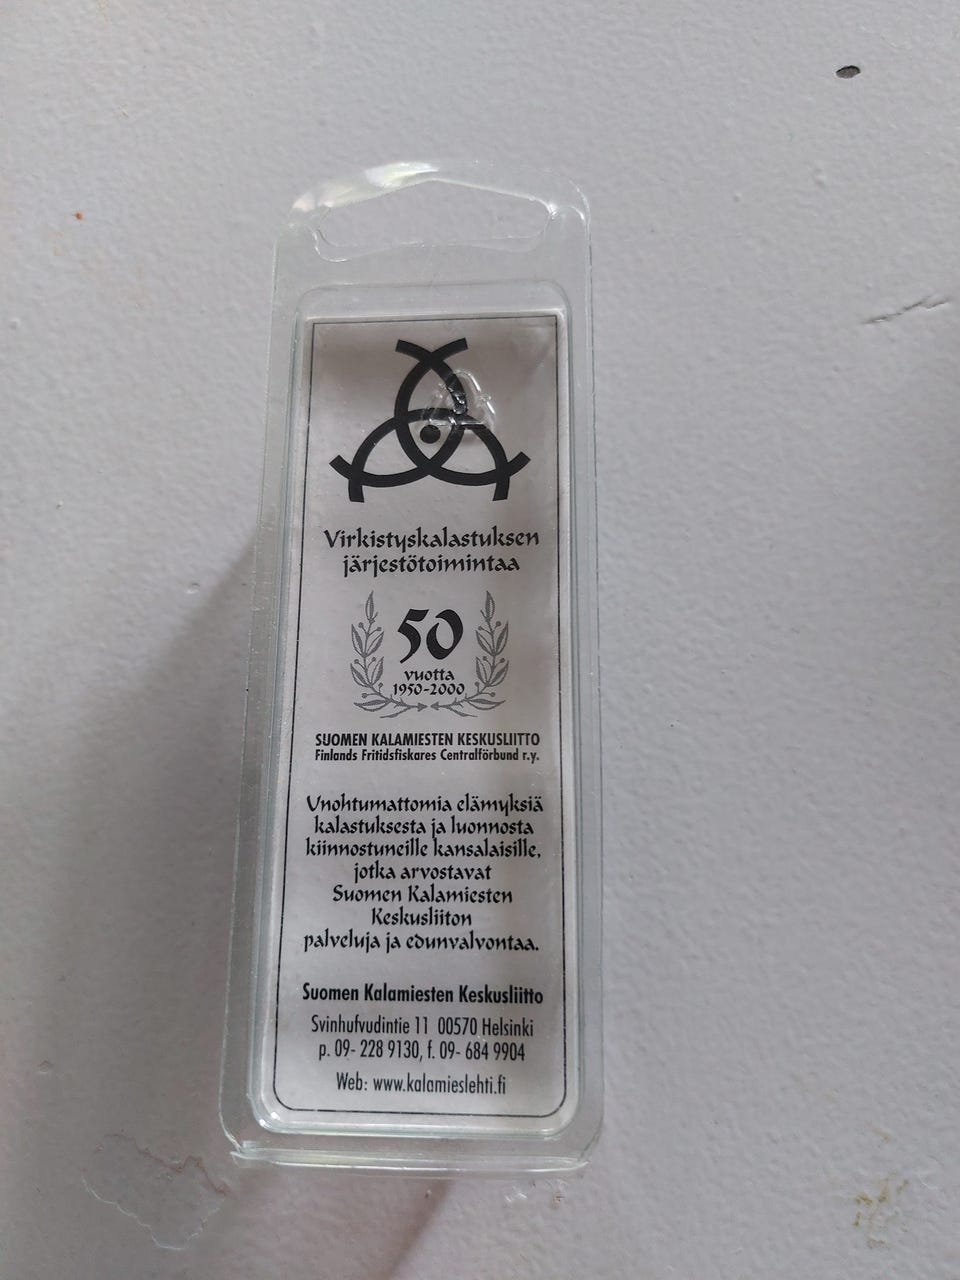 Virkistyskalastuksen
järjestötoimintaa
50
vuotta
1950-2000
SUOMEN KALAMIESTEN KESKUSLIITTO
Finlands Fritidsfiskares Centralförbund r.y.
Unohtumattomia elämyksiä
kalastuksesta ja luonnosta
kiinnostuneille kansalaisille,
jotka arvostavat
Suomen Kalamiesten
Keskusliiton
palveluja ja edunvalvontaa.
Suomen Kalamiesten Keskusliitto
Svinhufvudintie 11 00570 Helsinki
p. 09- 228 9130, f. 09- 684 9904
Web: www.kalamieslehti.fi